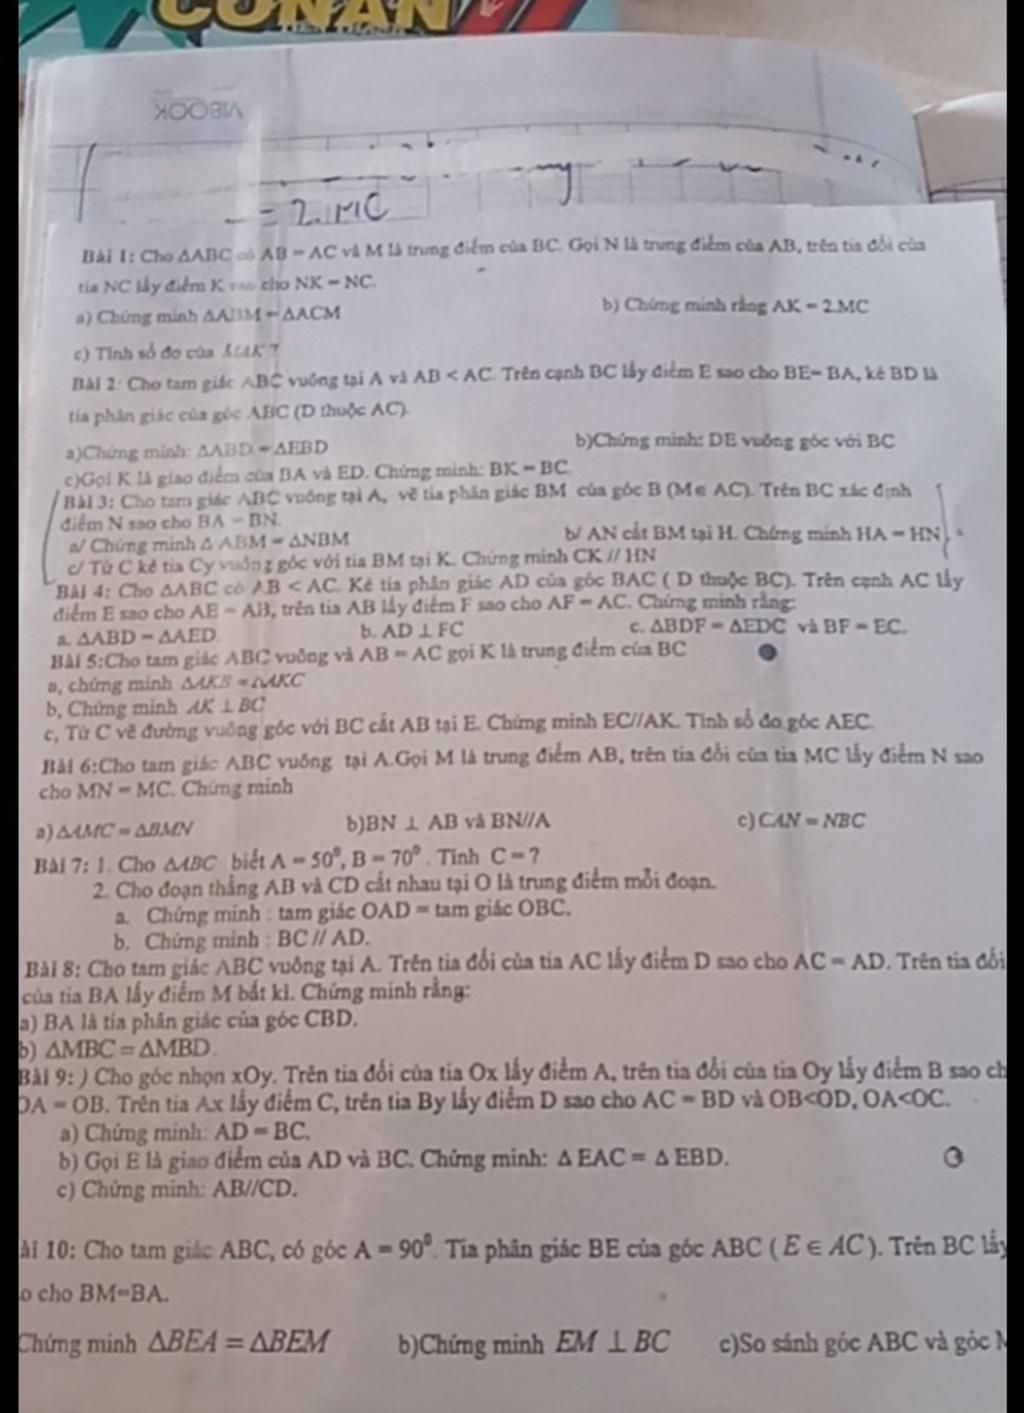 CONAN
VIBOOK
= 2.MC
Bài 1: Cho ΔABC có AB = AC và M là trung điểm của BC. Gọi N là trung điểm của AB, trên tia đối của
tia NC lấy điểm K sao cho NK = NC.
a) Chứng minh ΔABM = ΔACM b) Chứng minh rằng AK = 2.MC
c) Tính số đo của MAK ?
Bài 2: Cho tam giác ABC vuông tại A và AB < AC. Trên cạnh BC lấy điểm E sao cho BE= BA, kẻ BD là
tia phân giác của góc ABC (D thuộc AC).
a)Chứng minh: ΔABD = ΔEBD b)Chứng minh: DE vuông góc với BC
c)Gọi K là giao điểm của BA và ED. Chứng minh: BK = BC.
Bài 3: Cho tam giác ABC vuông tại A, vẽ tia phân giác BM của góc B (M∈ AC). Trên BC xác định
điểm N sao cho BA = BN.
a/ Chứng minh Δ ABM = ΔNBM b/ AN cắt BM tại H. Chứng minh HA = HN
c/ Từ C kẻ tia Cy vuông góc với tia BM tại K. Chứng minh CK // HN
Bài 4: Cho ΔABC có AB < AC. Kẻ tia phân giác AD của góc BAC ( D thuộc BC). Trên cạnh AC lấy
điểm E sao cho AE = AB, trên tia AB lấy điểm F sao cho AF = AC. Chứng minh rằng:
a. ΔABD = ΔAED. b. AD ⊥ FC c. ΔBDF = ΔEDC và BF = EC.
Bài 5:Cho tam giác ABC vuông và AB = AC gọi K là trung điểm của BC
a, chứng minh ΔAKB = ΔAKC
b, Chứng minh AK ⊥ BC
c, Từ C vẽ đường vuông góc với BC cắt AB tại E. Chứng minh EC//AK. Tính số đo góc AEC.
Bài 6:Cho tam giác ABC vuông tại A.Gọi M là trung điểm AB, trên tia đối của tia MC lấy điểm N sao
cho MN = MC. Chứng minh
a) ΔAMC = ΔBMN b)BN ⊥ AB và BN//A c) CAN = NBC
Bài 7: 1. Cho ΔABC biết A = 50⁰, B = 70⁰ . Tính C = ?
2. Cho đoạn thẳng AB và CD cắt nhau tại O là trung điểm mỗi đoạn.
a. Chứng minh : tam giác OAD = tam giác OBC.
b. Chứng minh : BC // AD.
Bài 8: Cho tam giác ABC vuông tại A. Trên tia đối của tia AC lấy điểm D sao cho AC = AD. Trên tia đối
của tia BA lấy điểm M bất kì. Chứng minh rằng:
a) BA là tia phân giác của góc CBD.
b) ΔMBC = ΔMBD
Bài 9: ) Cho góc nhọn xOy. Trên tia đối của tia Ox lấy điểm A, trên tia đối của tia Oy lấy điểm B sao ch
OA = OB. Trên tia Ax lấy điểm C, trên tia By lấy điểm D sao cho AC = BD và OB<OD, OA<OC.
a) Chứng minh: AD = BC.
b) Gọi E là giao điểm của AD và BC. Chứng minh: Δ EAC = Δ EBD.
c) Chứng minh: AB//CD.
ài 10: Cho tam giác ABC, có góc A = 90⁰. Tia phân giác BE của góc ABC ( E ∈ AC ). Trên BC lấy
o cho BM=BA.
Chứng minh ΔBEA = ΔBEM b)Chứng minh EM ⊥ BC c)So sánh góc ABC và góc M